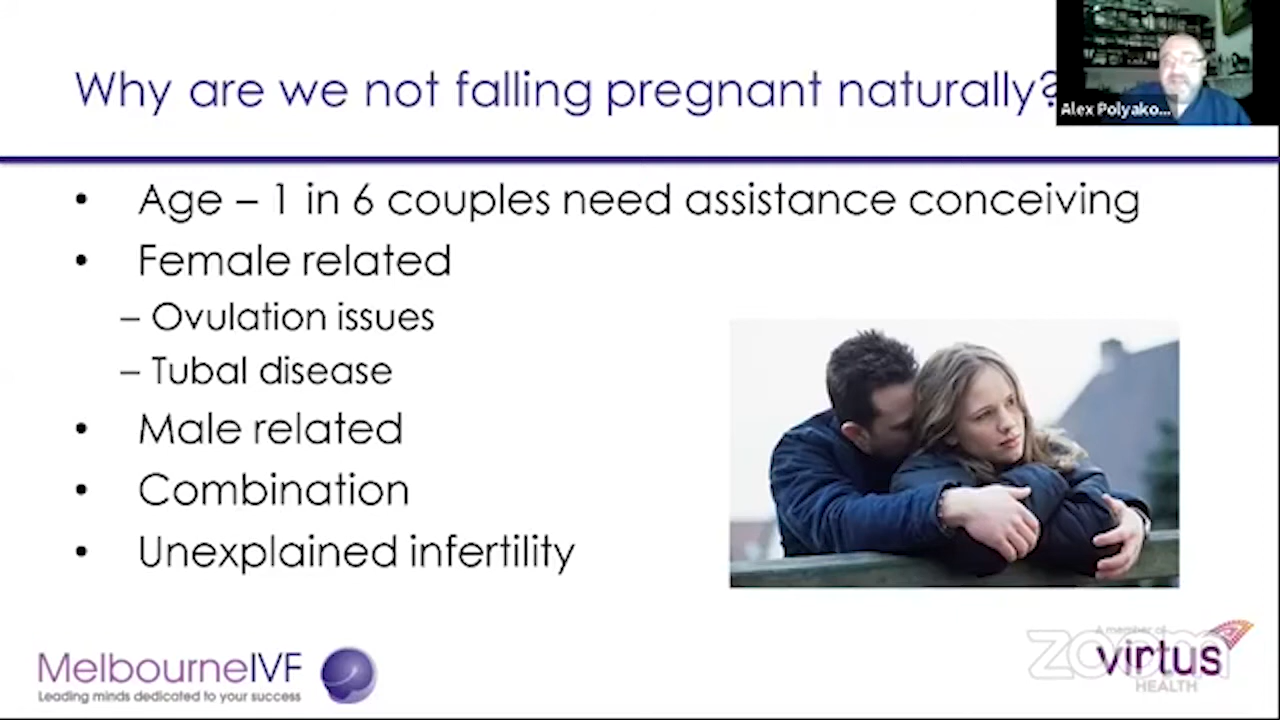 Why are we not falling pregnant naturally?
Alex Polyako...
• Age – 1 in 6 couples need assistance conceiving
• Female related
– Ovulation issues
– Tubal disease
• Male related
• Combination
• Unexplained infertility
MelbourneIVF
Leading minds dedicated to your success
A member of
zoom
virtus
HEALTH